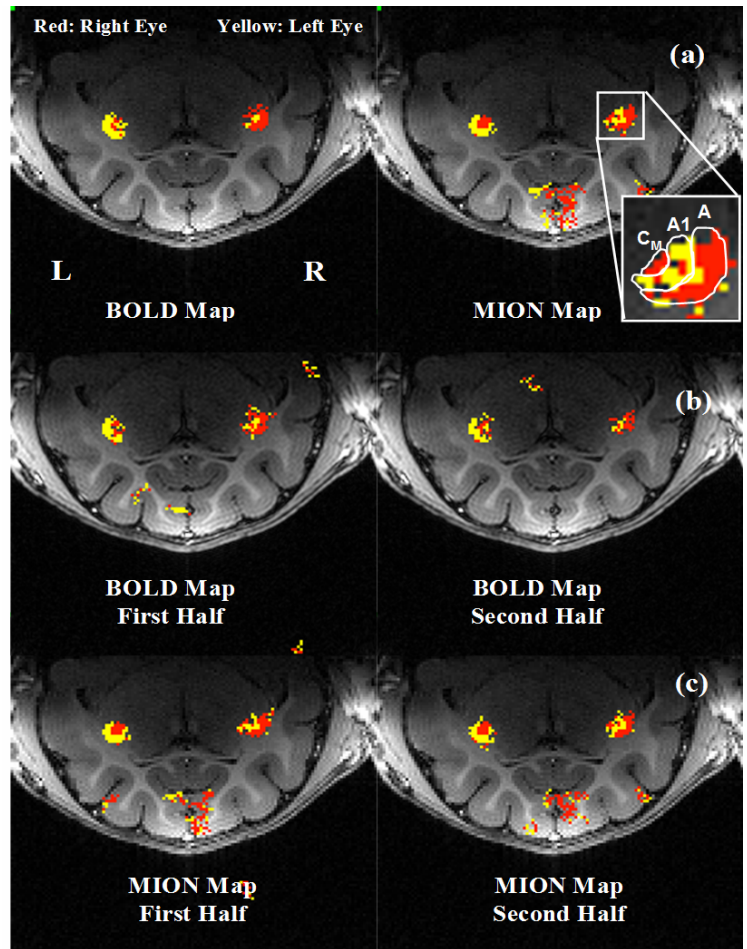 Red: Right Eye Yellow: Left Eye
(a)
A
A1
CM
L R
BOLD Map MION Map
(b)
BOLD Map BOLD Map
First Half Second Half
(c)
MION Map MION Map
First Half Second Half